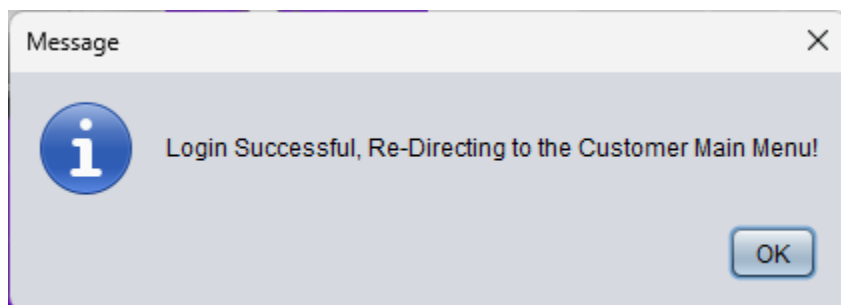 Message
Login Successful, Re-Directing to the Customer Main Menu!
OK